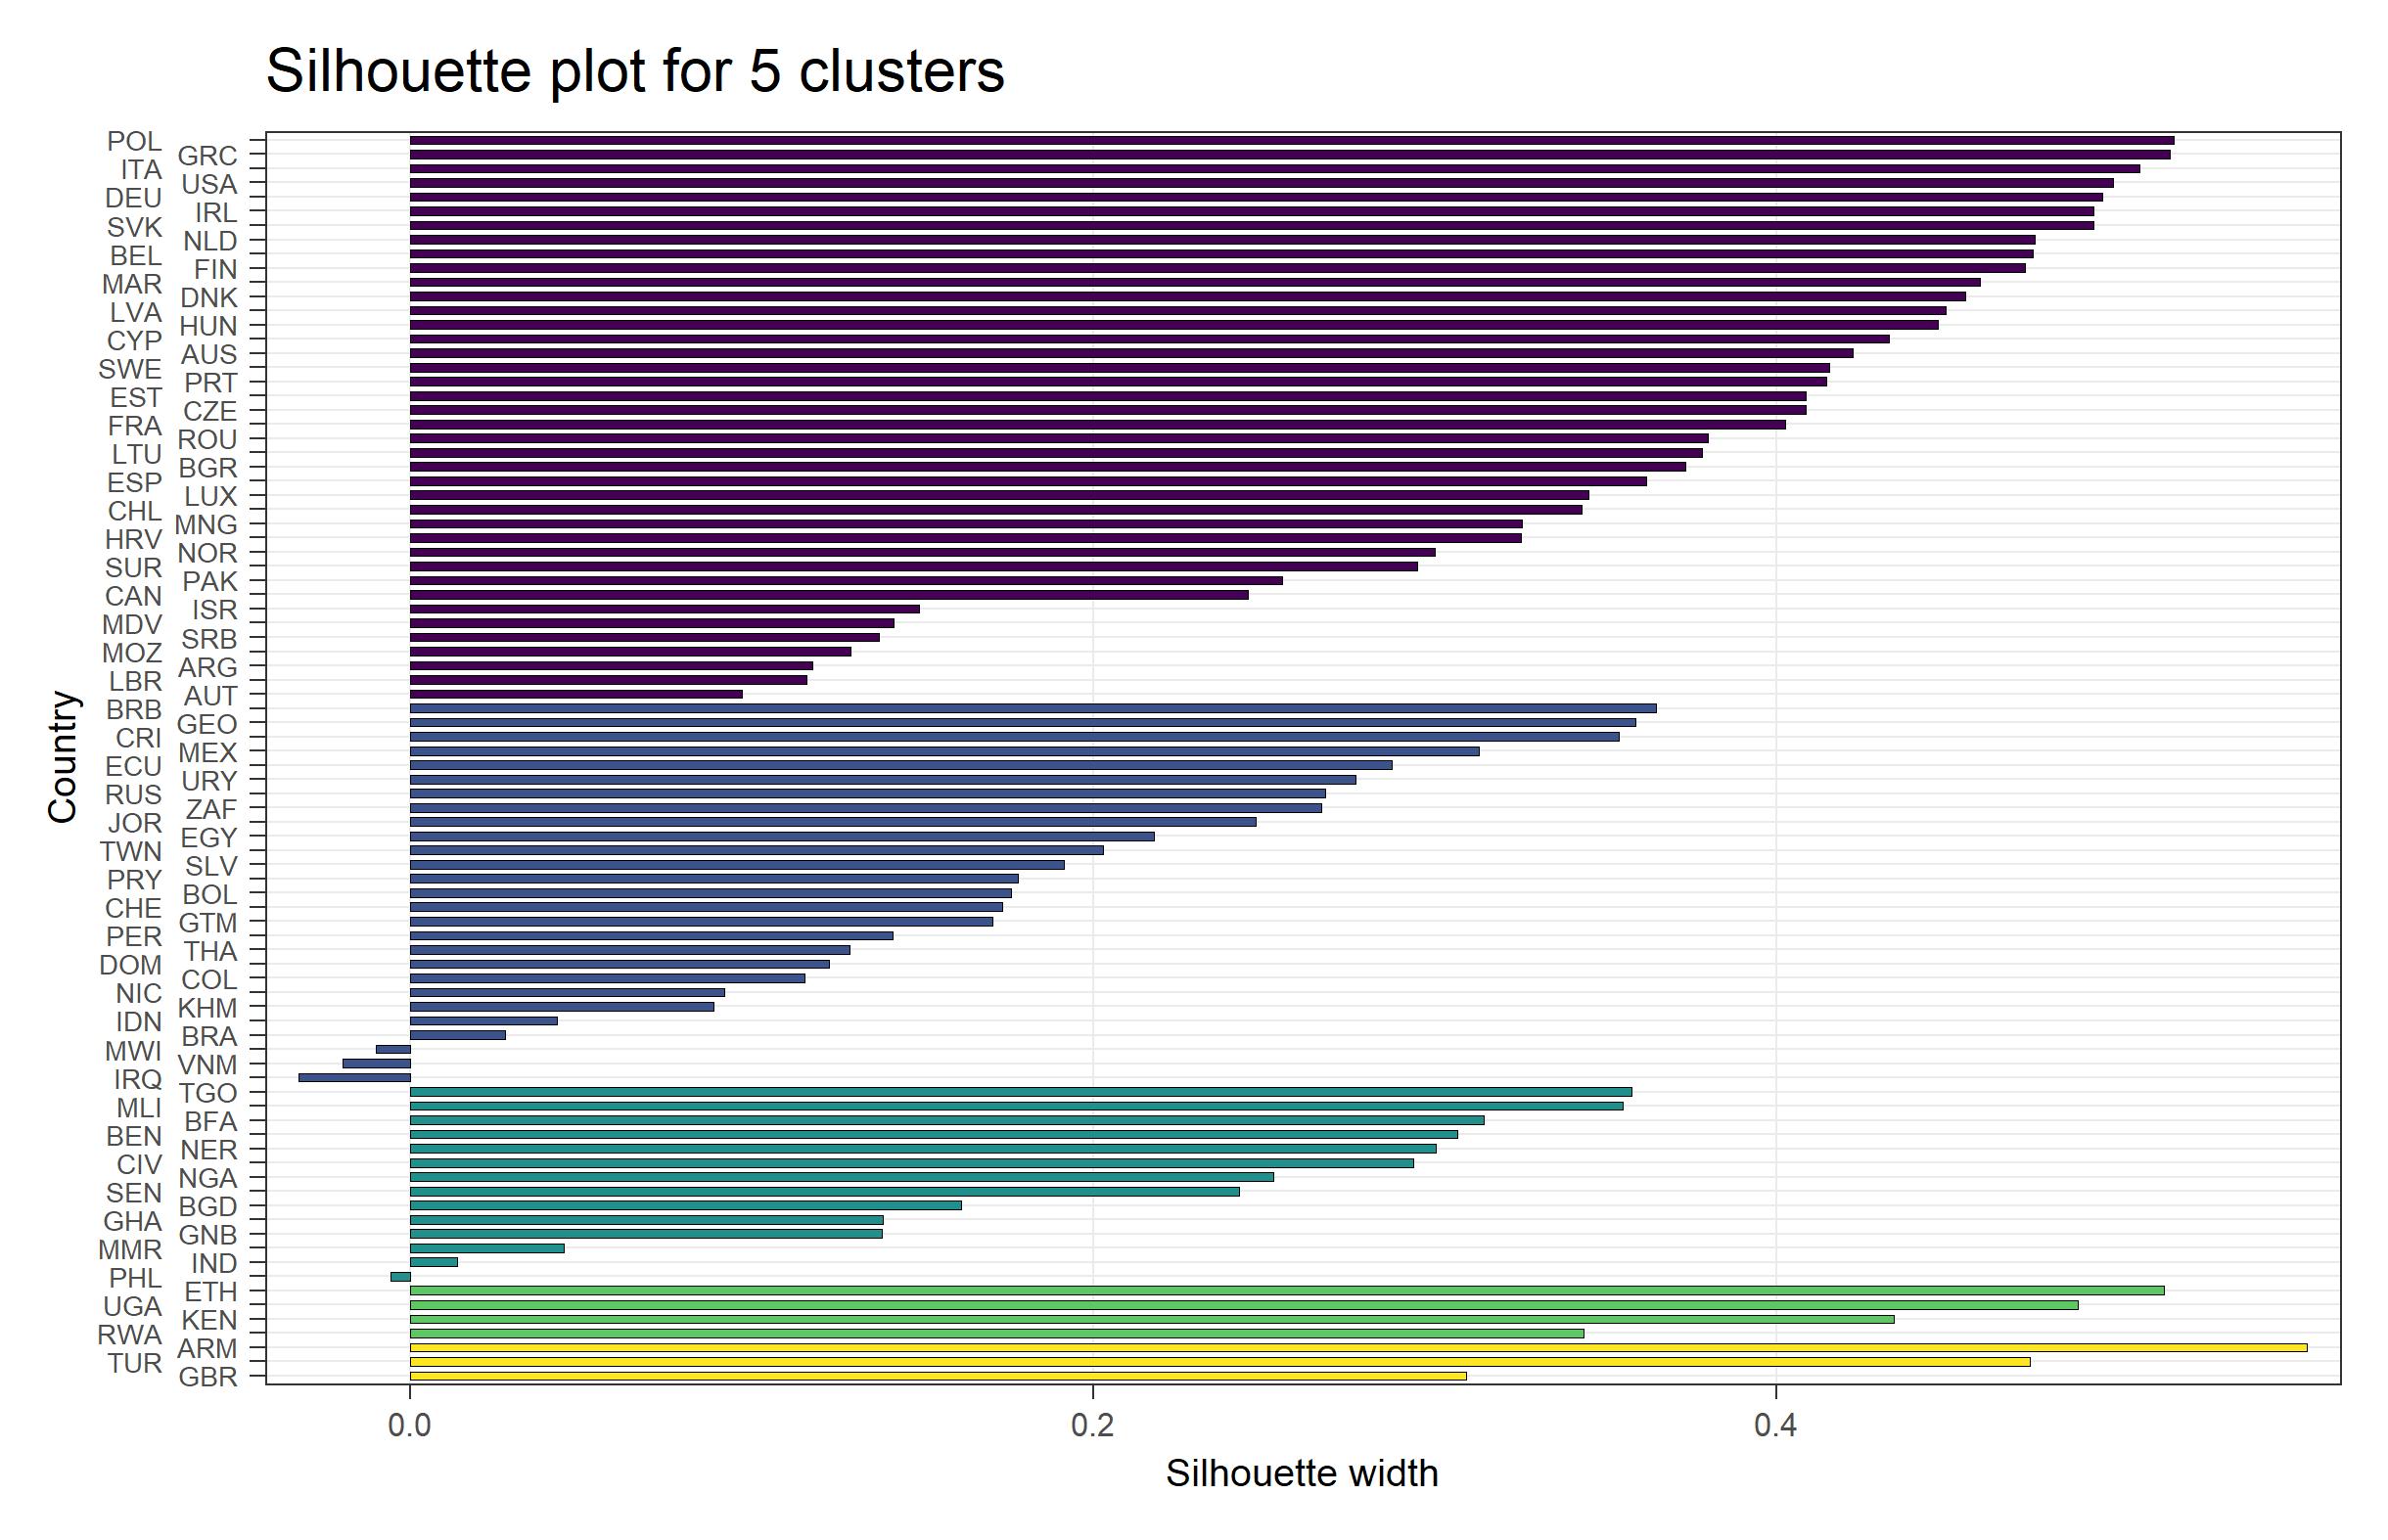 Silhouette plot for 5 clusters
POL
GRC
ITA
USA
DEU
IRL
SVK
NLD
BEL
FIN
MAR
DNK
LVA
HUN
CYP
AUS
SWE
PRT
EST
CZE
FRA
ROU
LTU
BGR
ESP
LUX
CHL
MNG
HRV
NOR
SUR
PAK
CAN
ISR
MDV
SRB
MOZ
ARG
LBR
AUT
BRB
GEO
CRI
MEX
ECU
URY
RUS
ZAF
JOR
EGY
TWN
SLV
PRY
BOL
CHE
GTM
PER
THA
DOM
COL
NIC
KHM
IDN
BRA
MWI
VNM
IRQ
TGO
MLI
BFA
BEN
NER
CIV
NGA
SEN
BGD
GHA
GNB
MMR
IND
PHL
ETH
UGA
KEN
RWA
ARM
TUR
GBR
Country
0.0 0.2 0.4
Silhouette width